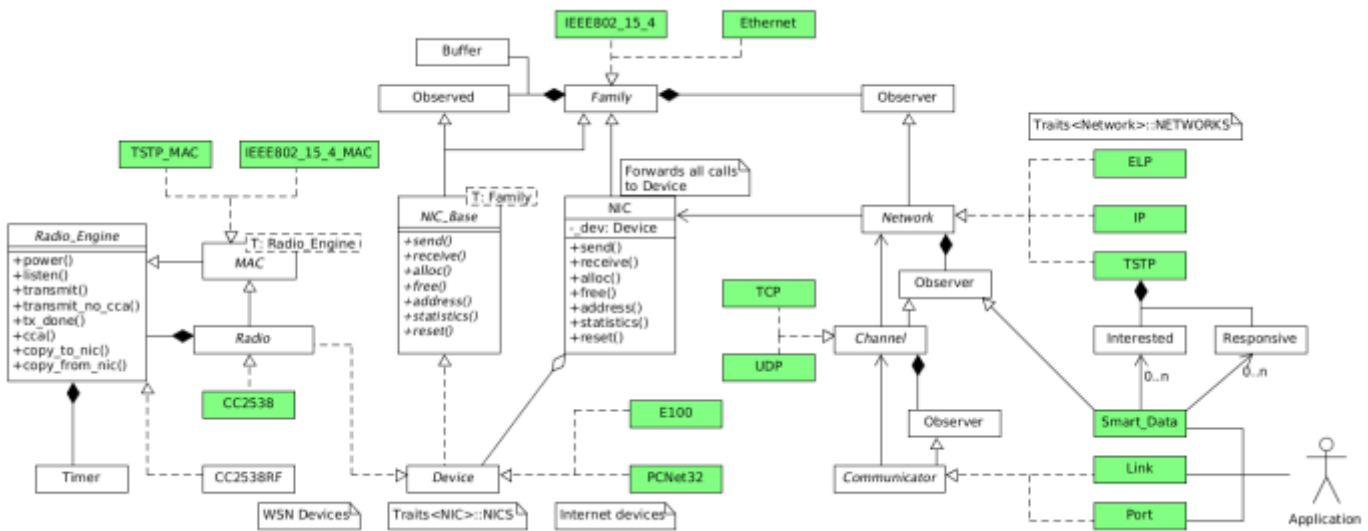 IEEE802_15_4
Ethernet
Buffer
Observed
Family
Observer
Traits<Network>::NETWORKS
TSTP_MAC
IEEE802_15_4_MAC
ELP
Forwards all calls
to Device
T: Family
NIC_Base
+send()
+receive()
+alloc()
+free()
+address()
+statistics()
+reset()
NIC
-_dev: Device
+send()
+receive()
+alloc()
+free()
+address()
+statistics()
+reset()
Network
IP
Radio_Engine
+power()
+listen()
+transmit()
+transmit_no_cca()
+tx_done()
+cca()
+copy_to_nic()
+copy_from_nic()
T: Radio_Engine
MAC
TSTP
Observer
TCP
Radio
Channel
Interested
Responsive
UDP
0..n
0..n
CC2538
E100
Observer
Smart_Data
Timer
CC2538RF
Device
PCNet32
Communicator
Link
WSN Devices
Traits<NIC>::NICS
Internet devices
Port
Application